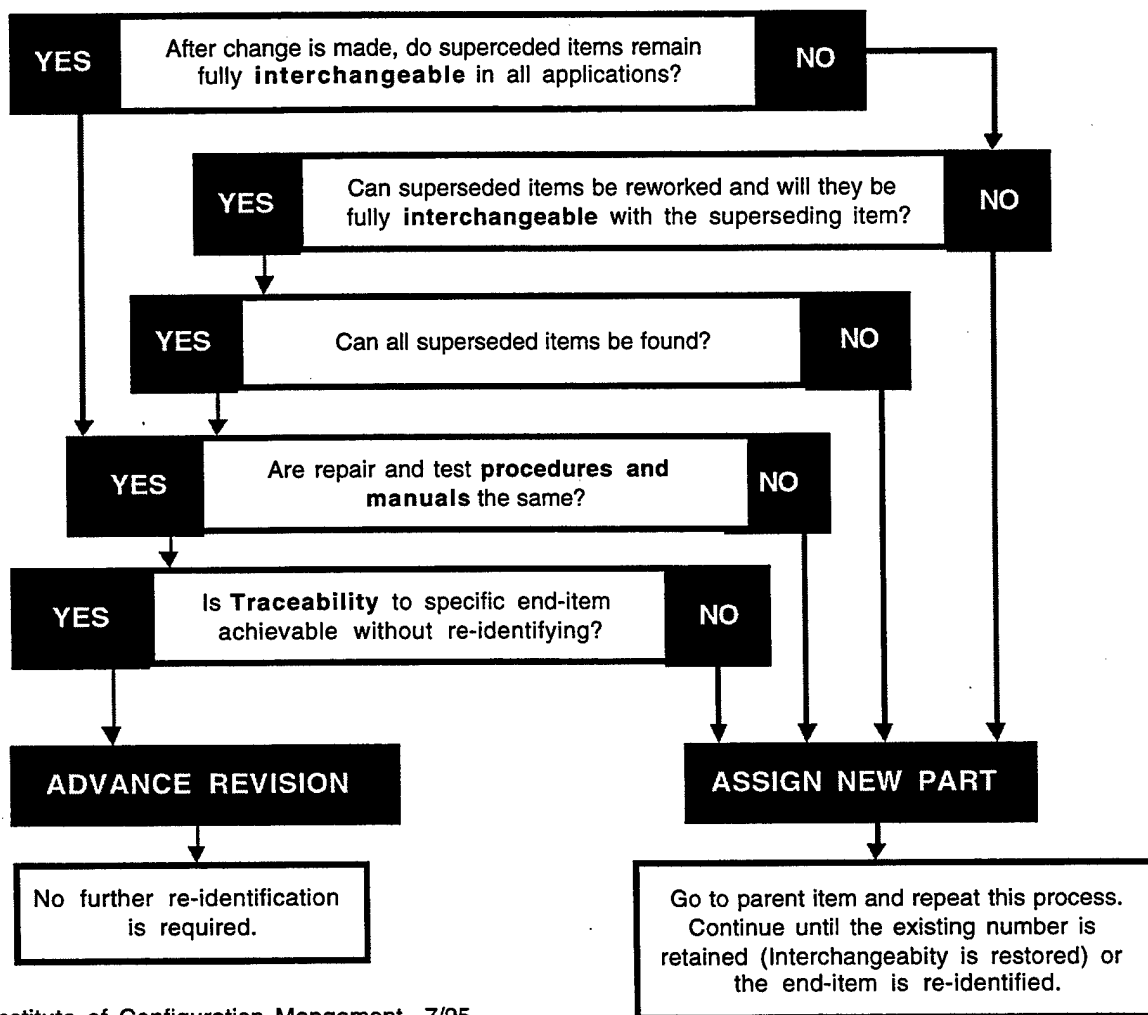 YES
After change is made, do superceded items remain
fully interchangeable in all applications?
NO
YES
Can superseded items be reworked and will they be
fully interchangeable with the superseding item?
NO
YES
Can all superseded items be found?
NO
YES
Are repair and test procedures and
manuals the same?
NO
YES
Is Traceability to specific end-item
achievable without re-identifying?
NO
ADVANCE REVISION
ASSIGN NEW PART
No further re-identification
is required.
Go to parent item and repeat this process.
Continue until the existing number is
retained (Interchangeabity is restored) or
the end-item is re-identified.
of Configuration Mangement 7/95